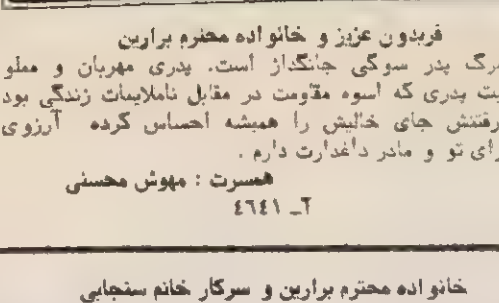 فریدون عزیز و خانواده محترم برارین
مرگ پدر سوگی جانگداز است. پدری مهربان و مملو
پدری که اسوه مقاومت در مقابل ناملایمات زندگی بود
رفتنش جای خالیش را همیشه احساس کرده آرزوی
برای تو و مادر داغدارت دارم .
همسرت : مهوش محسنی
آ_ ٤٦٤١
خانواده محترم برارین و سرکار خانم سنجابی